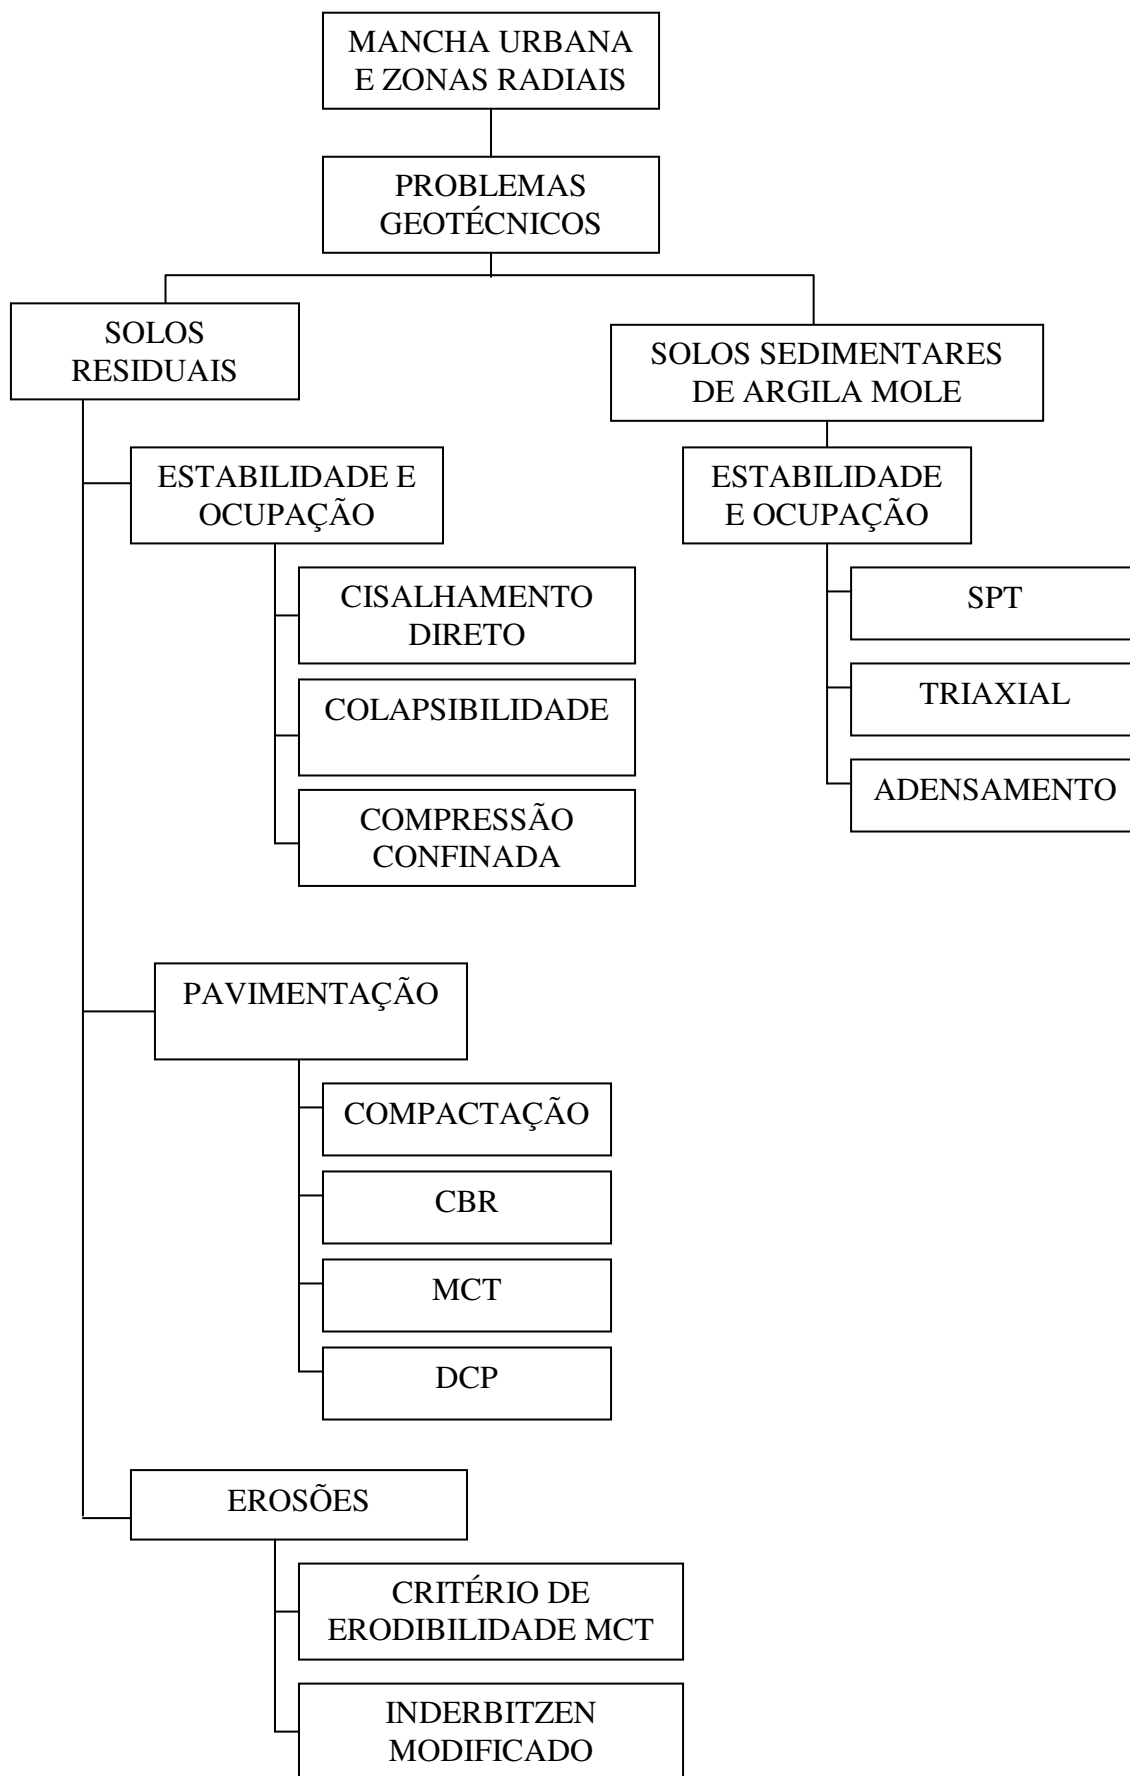 MANCHA URBANA
E ZONAS RADIAIS
PROBLEMAS
GEOTÉCNICOS
SOLOS
RESIDUAIS
SOLOS SEDIMENTARES
DE ARGILA MOLE
ESTABILIDADE E
OCUPAÇÃO
ESTABILIDADE
E OCUPAÇÃO
CISALHAMENTO
DIRETO
COLAPSIBILIDADE
COMPRESSÃO
CONFINADA
SPT
TRIAXIAL
ADENSAMENTO
PAVIMENTAÇÃO
COMPACTAÇÃO
CBR
MCT
DCP
EROSÕES
CRITÉRIO DE
ERODIBILIDADE MCT
INDERBITZEN
MODIFICADO